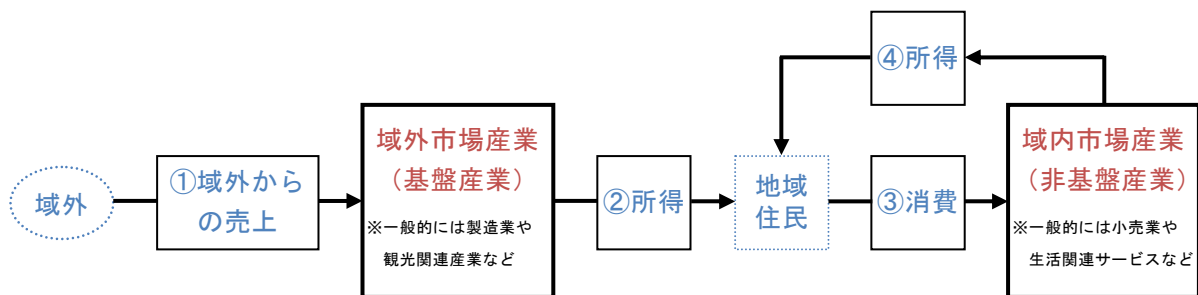 ④所得
域外
①域外から
の売上
域外市場産業
（基盤産業）
※一般的には製造業や
観光関連産業など
②所得
地域
住民
③消費
域内市場産業
（非基盤産業）
※一般的には小売業や
生活関連サービスなど